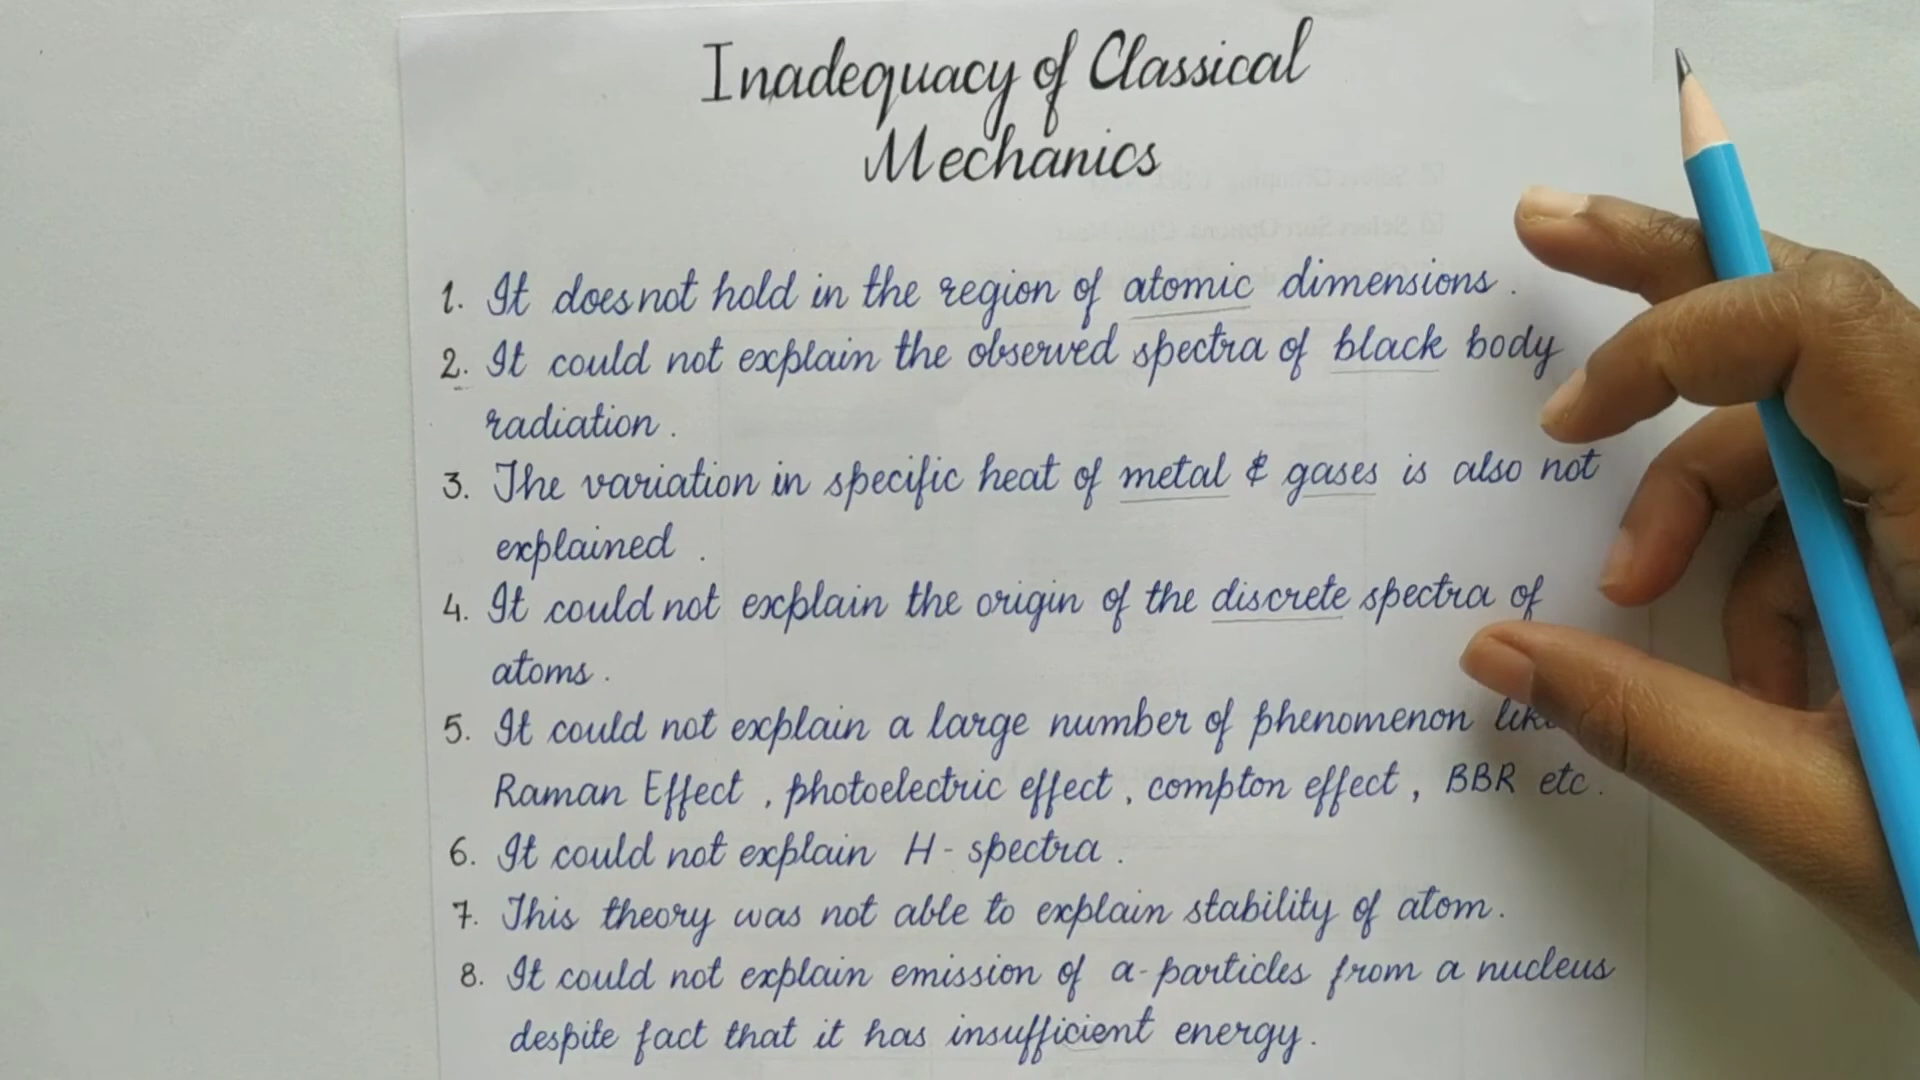 Inadequacy of Classical
Mechanics
1. It does not hold in the region of atomic dimensions.
2. It could not explain the observed spectra of black body
radiation.
3. The variation in specific heat of metal & gases is also not
explained.
4. It could not explain the origin of the discrete spectra of
atoms.
5. It could not explain a large number of phenomenon like
Raman Effect, photoelectric effect, compton effect, BBR etc.
6. It could not explain H-spectra.
7. This theory was not able to explain stability of atom.
8. It could not explain emission of α-particles from a nucleus
despite fact that it has insufficient energy.